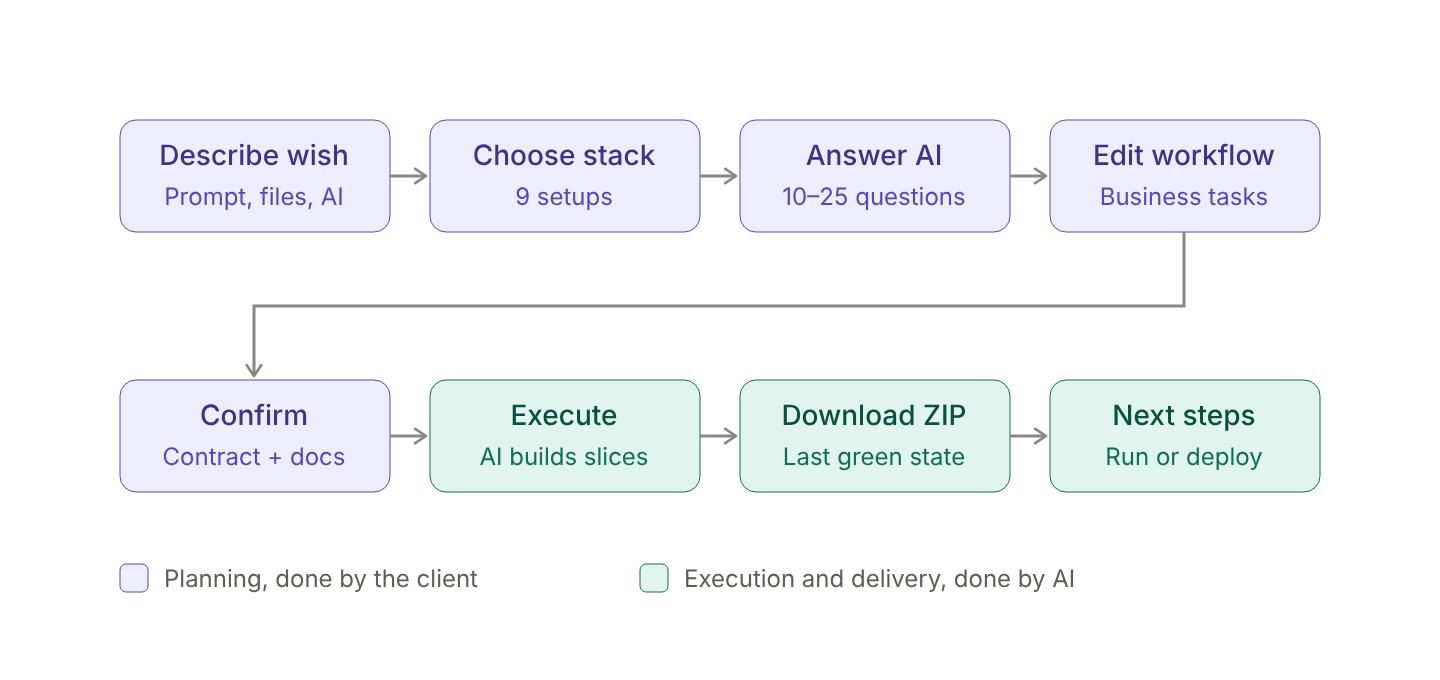 Describe wish
Prompt, files, AI
Choose stack
9 setups
Answer AI
10–25 questions
Edit workflow
Business tasks
Confirm
Contract + docs
Execute
AI builds slices
Download ZIP
Last green state
Next steps
Run or deploy
Planning, done by the client
Execution and delivery, done by AI